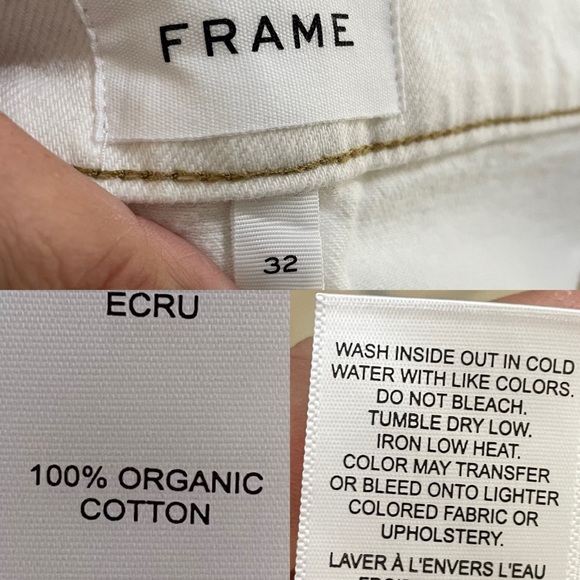 FRAME
32
ECRU
100% ORGANIC
COTTON
WASH INSIDE OUT IN COLD
WATER WITH LIKE COLORS.
DO NOT BLEACH.
TUMBLE DRY LOW.
IRON LOW HEAT.
COLOR MAY TRANSFER
OR BLEED ONTO LIGHTER
COLORED FABRIC OR
UPHOLSTERY.
LAVER À L'ENVERS L'EAU